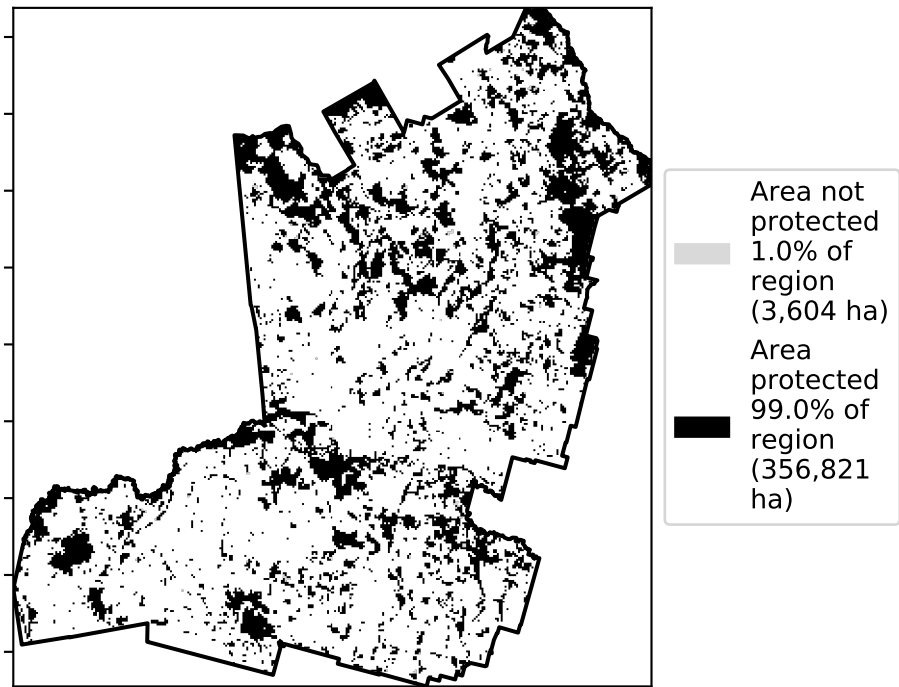 Area not
protected
1.0% of
region
(3,604 ha)
Area
protected
99.0% of
region
(356,821
ha)